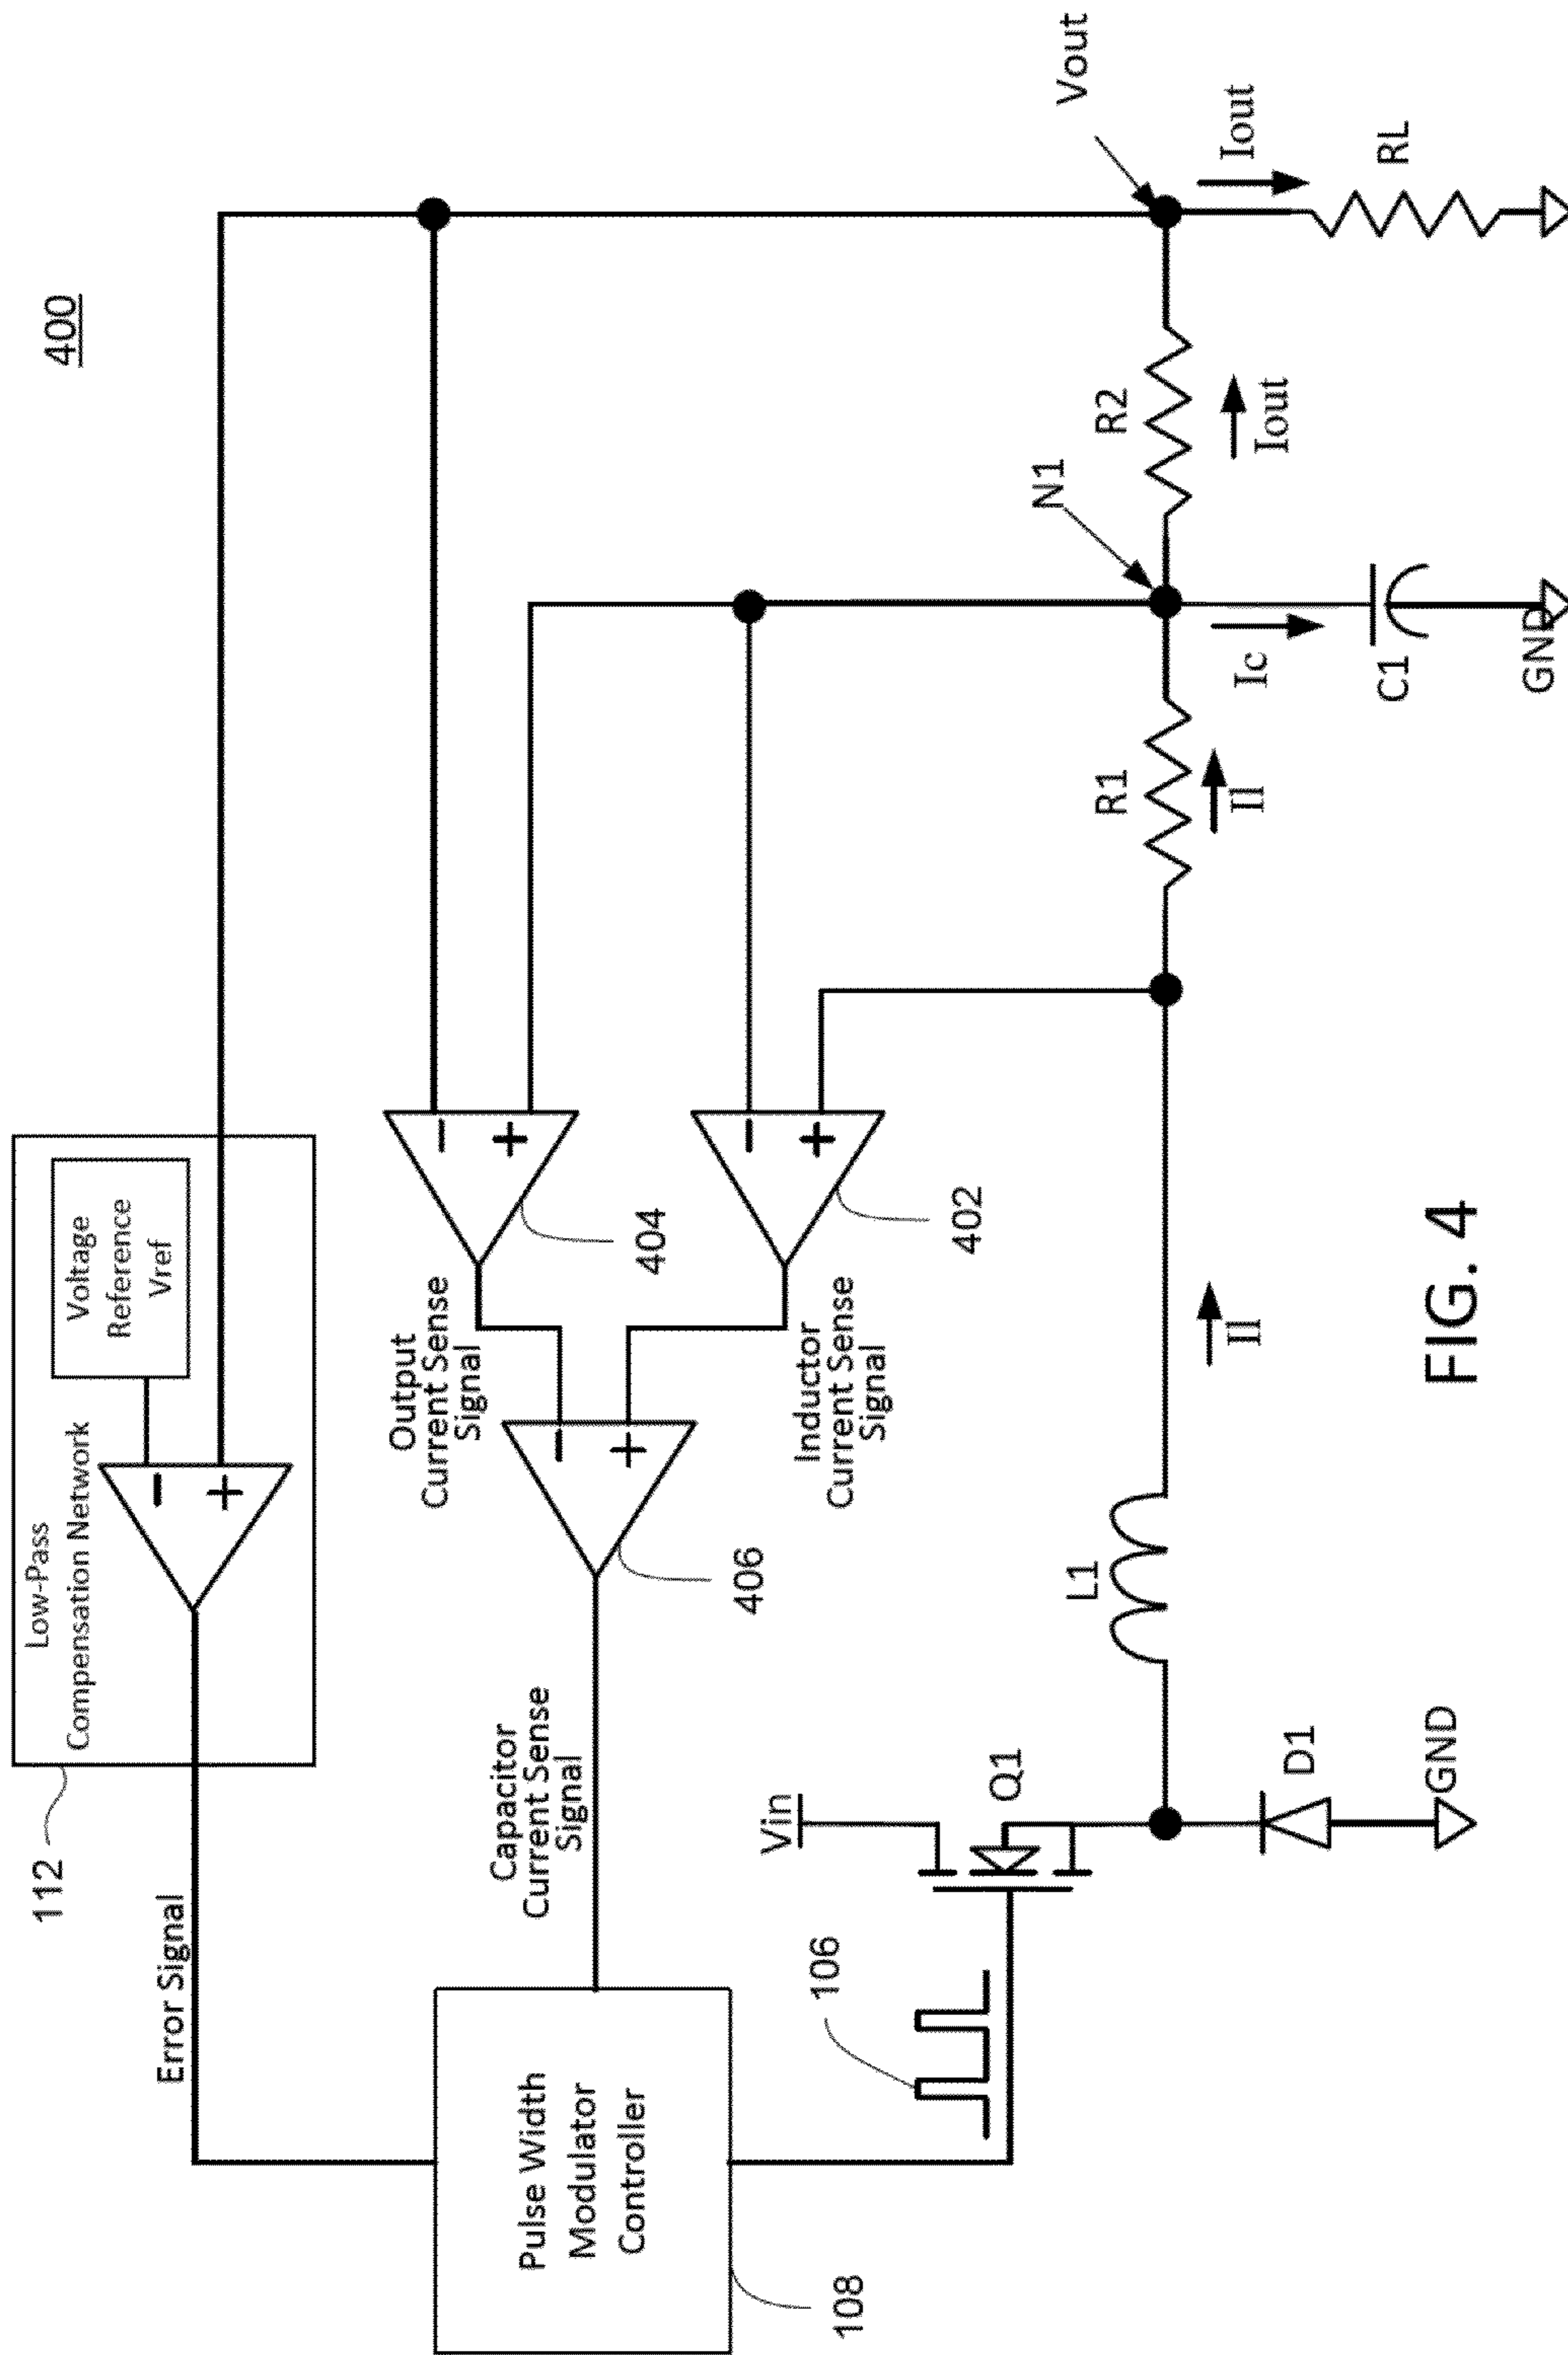 400
112
Low-Pass
Compensation Network
Voltage
Reference
Vref
Error Signal
Output
Current Sense
Signal
404
Capacitor
Current Sense
Signal
406
Inductor
Current Sense
Signal
402
Pulse Width
Modulator
Controller
108
106
Vin
Q1
D1
GND
L1
Il
R1
Il
N1
Ic
C1
GND
R2
Iout
Vout
Iout
RL
FIG. 4